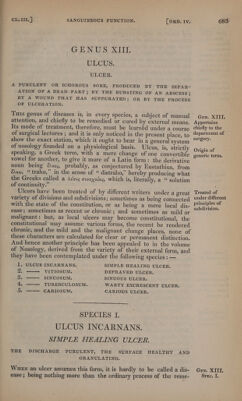 CL. III.] SANGUINEOUS FUNCTION. [ORD. IV. 683
GENUS XIII.
ULCUS.
ULCER.
A PURULENT OR ICHOROUS SORE, PRODUCED BY THE SEPAR-
ATION OF A DEAD PART; BY THE BURSTING OF AN ABSCESS;
BY A WOUND THAT HAS SUPPURATED; OR BY THE PROCESS
OF ULCERATION.
THIS genus of diseases is, in every species, a subject of manual
attention, and chiefly to be remedied or cured by external means.
Its mode of treatment, therefore, must be learned under a course
of surgical lectures; and it is only noticed in the present place, to
show the exact station, which it ought to bear in a general system
of nosology founded on a physiological basis. Ulcus, is, strictly
speaking, a Greek term, with a mere change of one convertible
vowel for another, to give it more of a Latin form: the derivative
noun being
"traho," in the sense of "distraho," hereby producing what
the Greeks called a literally, a "solution
of continuity."
Ulcers have been treated of by different writers under a great
variety of divisions and subdivisions; sometimes as being connected
with the state of the constitution, or as being a mere local dis-
ease; sometimes as recent or chronic; and sometimes as mild or
malignant: but, as local ulcers may become constitutional, the
constitutional may assume various forms, the recent be rendered
chronic, and the mild and the malignant change places, none of
these characters are calculated for clear or permanent distinction.
And hence another principle has been appealed to in the volume
of Nosology, derived from the variety of their external form, and
they have been contemplated under the following species:—
1. ULCUS INCARNANS. SIMPLE HEALING ULCER.
2. —— VITIOSUM. DEPRAVED ULCER.
3. —— SINUOSUM. SINUOUS ULCER.
4. —— TUBERCULOSUM. WARTY EXCRESCENT ULCER.
5. —— CARIOSUM. CARIOUS ULCER.
Gen. XIII.
Appertains
chiefly to the
department of
surgery.
Origin of
generic term.
Treated of
under different
principles of
subdivision.
SPECIES I.
ULCUS INCARNANS.
SIMPLE HEALING ULCER.
THE DISCHARGE PURULENT, THE SURFACE HEALTHY AND
GRANULATING.
WHEN an ulcer assumes this form, it is hardly to be called a dis-
ease; being nothing more than the ordinary process of the
Gen. XIII.
Spec. I.